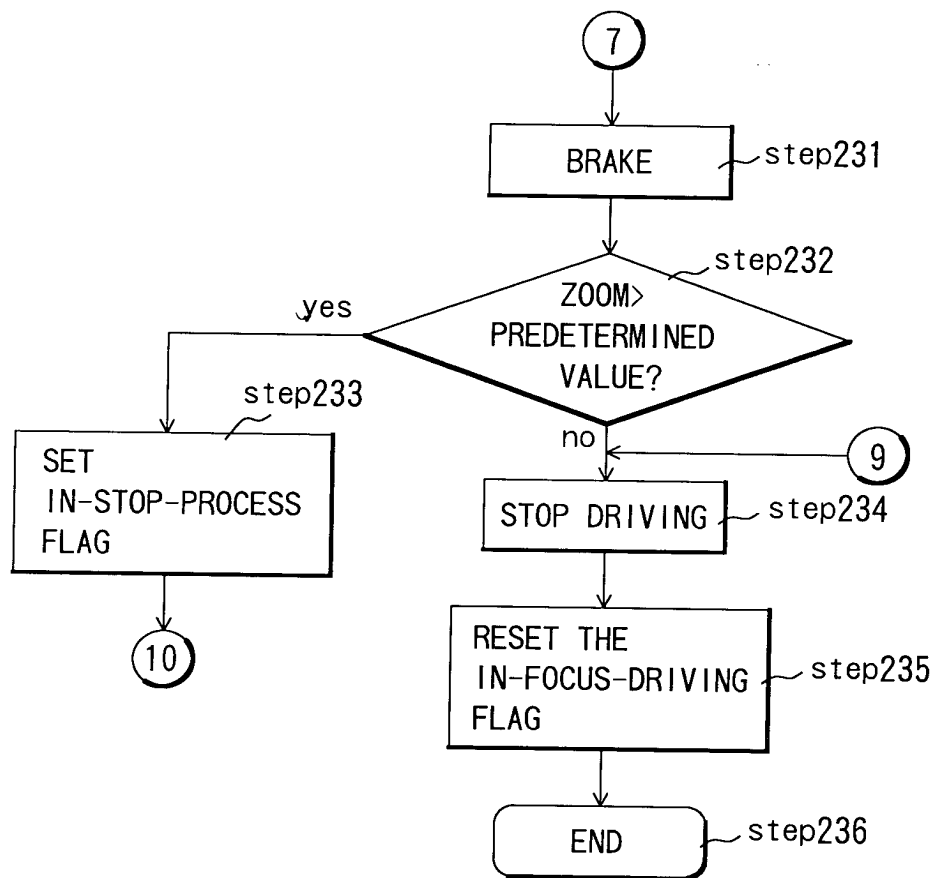 7
BRAKE
step231
step232
ZOOM>
PREDETERMINED
VALUE?
yes
step233
SET
IN-STOP-PROCESS
FLAG
10
no
9
STOP DRIVING
step234
RESET THE
IN-FOCUS-DRIVING
FLAG
step235
END
step236